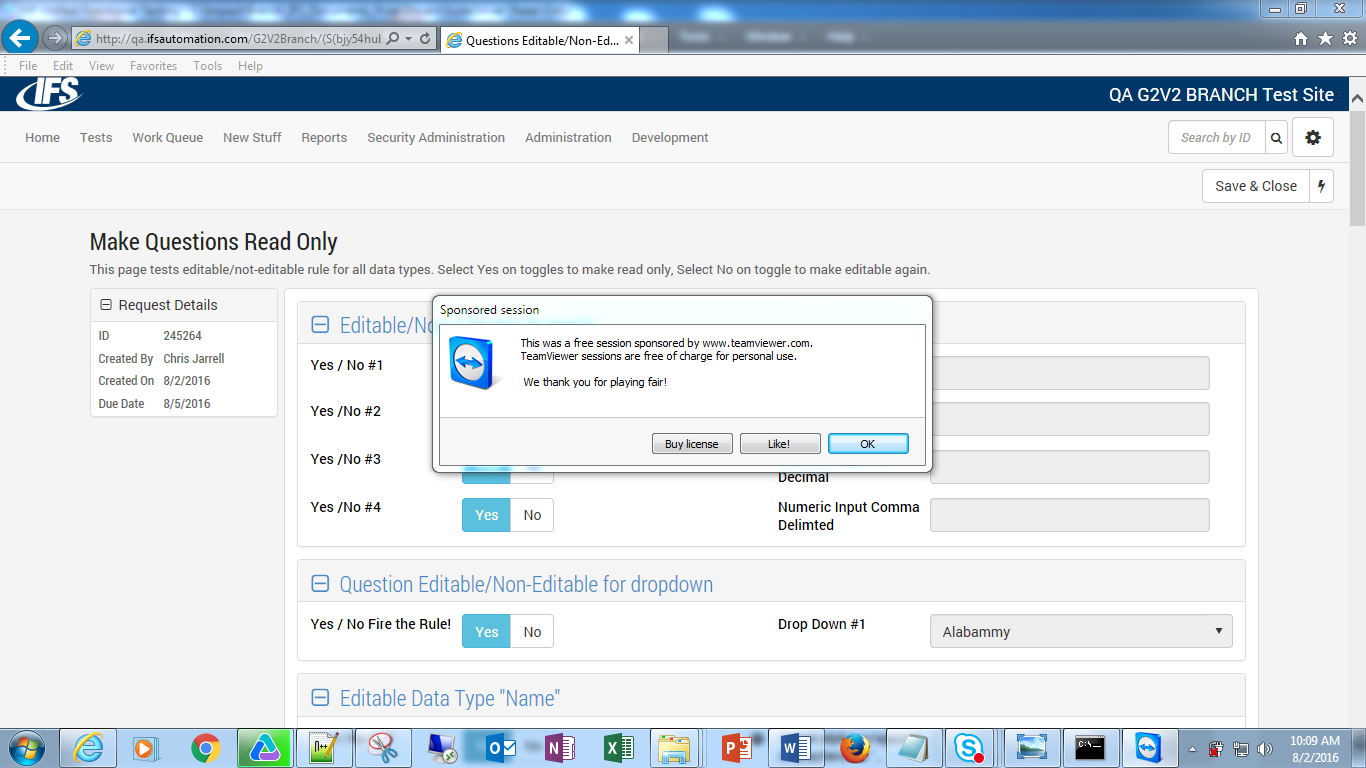 http://qa.ifsautomation.com/G2V2Branch/(S(bjy54hul
Questions Editable/Non-Ed...
Tools
Window
Help
File Edit View Favorites Tools Help
IFS
QA G2V2 BRANCH Test Site
Home Tests Work Queue New Stuff Reports Security Administration Administration Development
Search by ID
Save & Close
Make Questions Read Only
This page tests editable/not-editable rule for all data types. Select Yes on toggles to make read only, Select No on toggle to make editable again.
Request Details
ID 245264
Created By Chris Jarrell
Created On 8/2/2016
Due Date 8/5/2016
Editable/No
Yes / No #1
Yes /No #2
Yes /No #3
Decimal
Yes /No #4 Yes No
Numeric Input Comma
Delimted
Sponsored session
This was a free session sponsored by www.teamviewer.com.
TeamViewer sessions are free of charge for personal use.
We thank you for playing fair!
Buy license Like! OK
Question Editable/Non-Editable for dropdown
Yes / No Fire the Rule! Yes No Drop Down #1 Alabammy
Editable Data Type "Name"
10:09 AM
8/2/2016